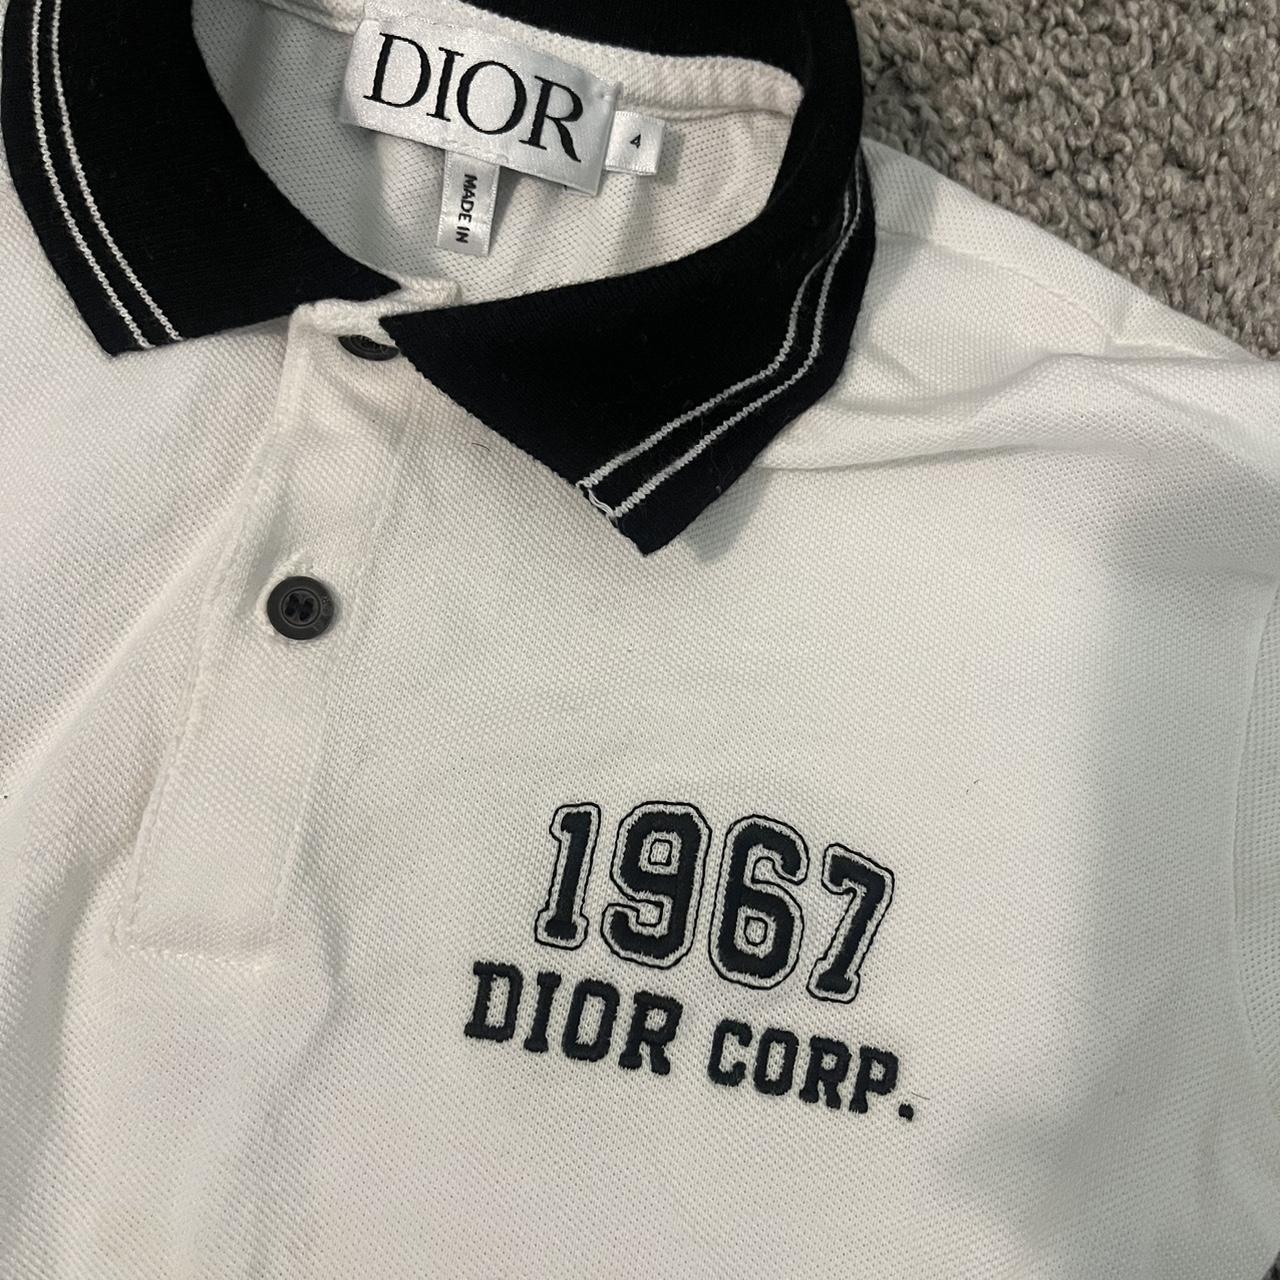 DIOR
4
MADE IN
1967
DIOR CORP.